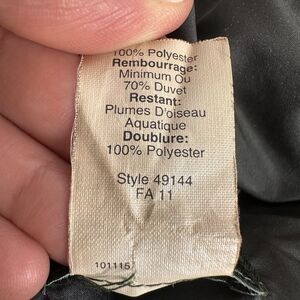 100% Polyester
Rembourrage:
Minimum Ou
70% Duvet
Restant:
Plumes D'oiseau
Aquatique
Doublure:
100% Polyester
Style 49144
FA 11
101115